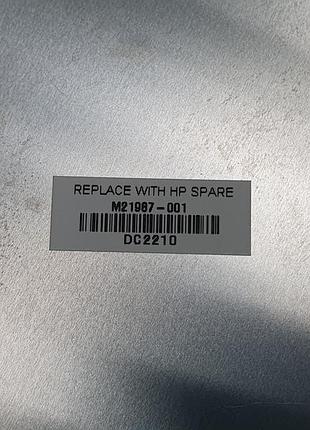 REPLACE WITH HP SPARE
M21987-001
DC2210